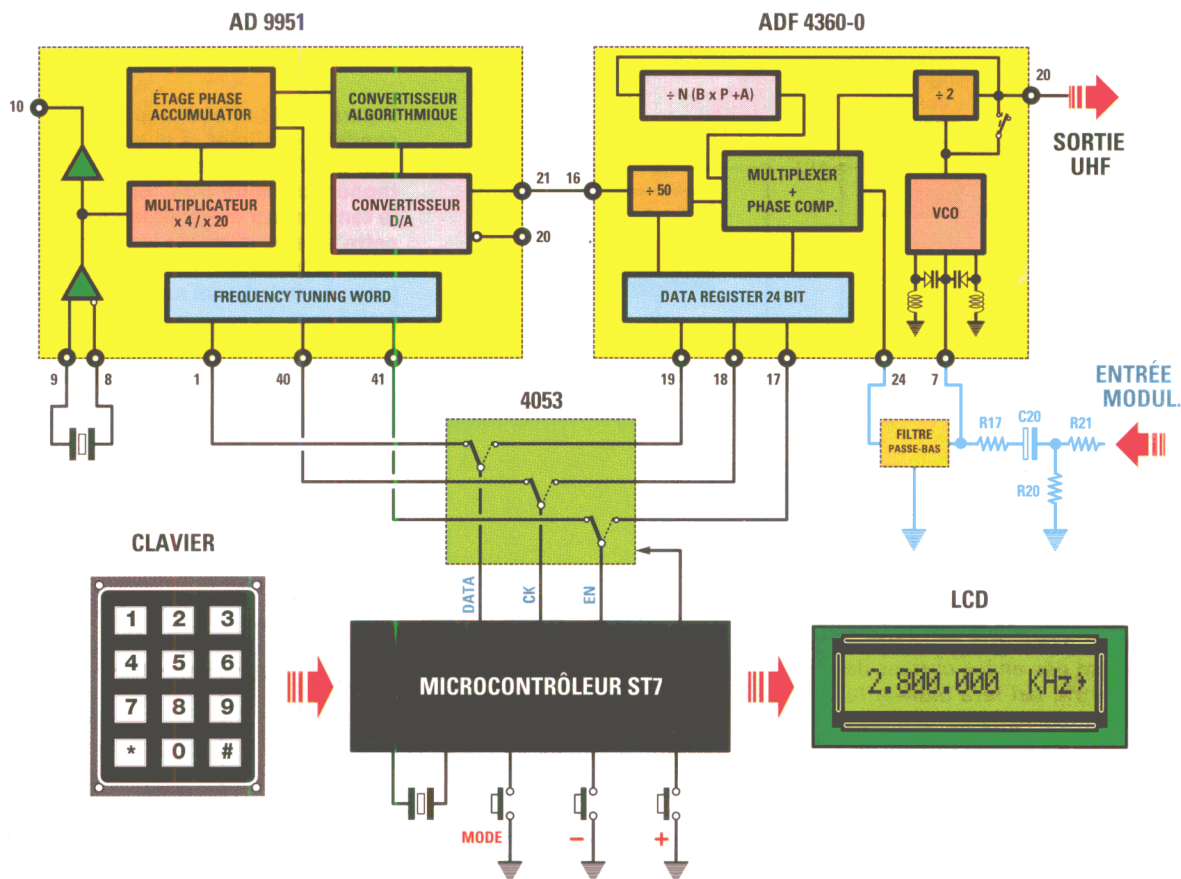 AD 9951
ADF 4360-0
10
ÉTAGE PHASE
ACCUMULATOR
CONVERTISSEUR
ALGORITHMIQUE
MULTIPLICATEUR
x 4 / x 20
CONVERTISSEUR
D/A
FREQUENCY TUNING WORD
21
20
16
÷ N (B x P +A)
÷ 2
20
SORTIE
UHF
÷ 50
MULTIPLEXER
+
PHASE COMP.
VCO
DATA REGISTER 24 BIT
9
8
1
40
41
19
18
17
24
7
4053
ENTRÉE
MODUL.
FILTRE
PASSE-BAS
R17
C20
R21
R20
CLAVIER
1 2 3
4 5 6
7 8 9
* 0 #
DATA
CK
EN
MICROCONTRÔLEUR ST7
LCD
2.800.000 KHz
MODE
–
+